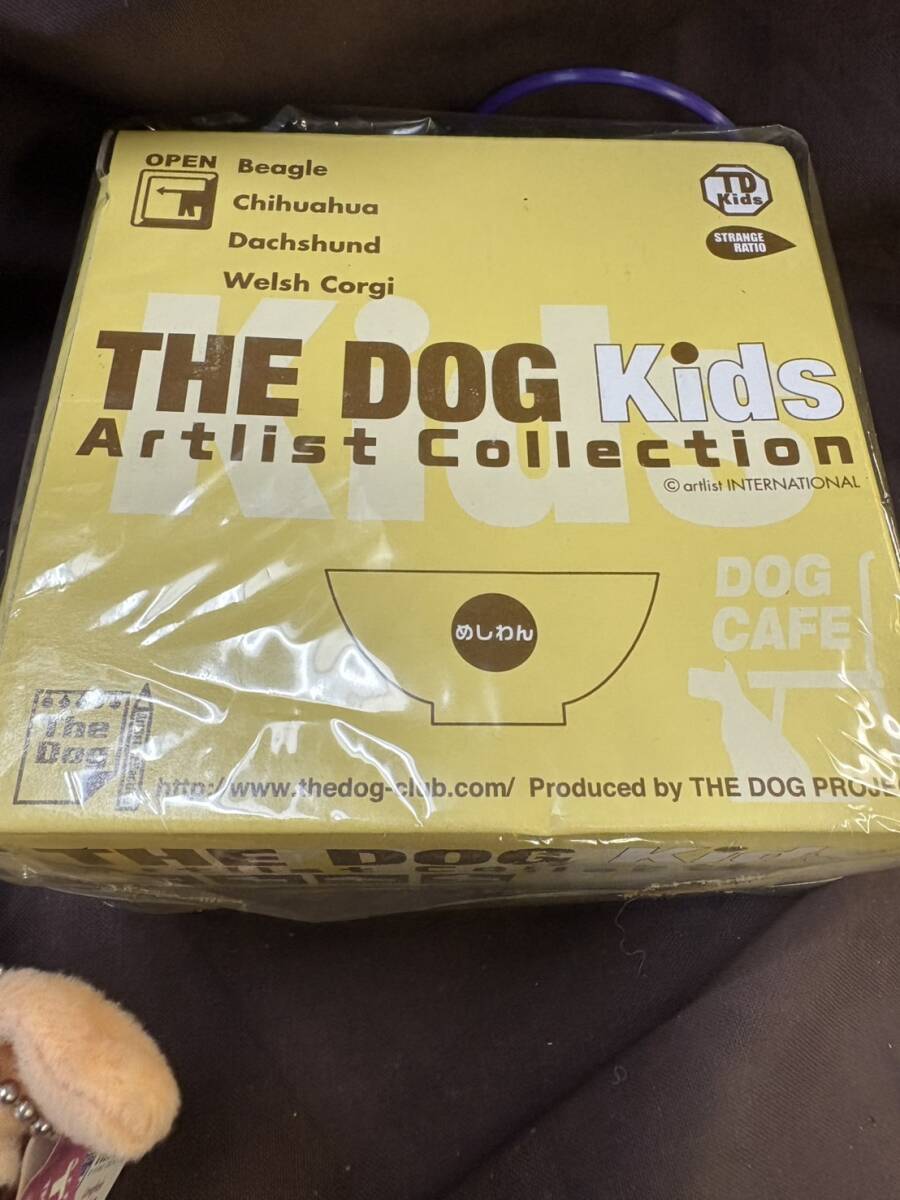 OPEN
Beagle
Chihuahua
Dachshund
Welsh Corgi
TD
Kids
STRANGE
RATIO
Kids
THE DOG Kids
Artlist Collection
© artlist INTERNATIONAL
めしわん
DOG
CAFE
The
Dog
http://www.thedog-club.com/ Produced by THE DOG PROJE
THE DOG Kids